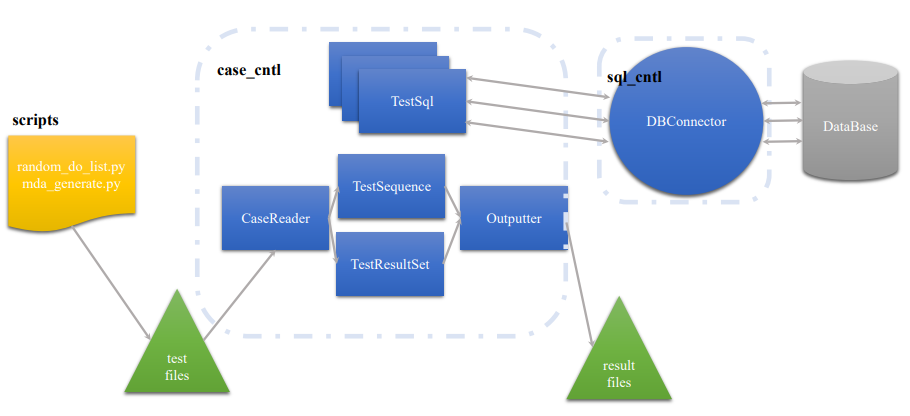 case_cntl
sql_cntl
TestSql
DBConnector
DataBase
scripts
random_do_list.py
mda_generate.py
TestSequence
CaseReader
Outputter
TestResultSet
test
files
result
files